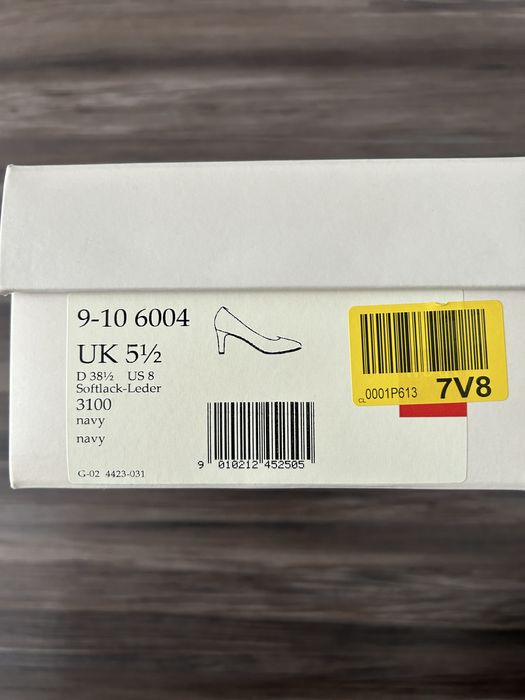 9-10 6004
UK 5½
D 38½ US 8
Softlack-Leder
3100
navy
navy
G-02 4423-031
9 010212 452505
CL 0001P613 7V8